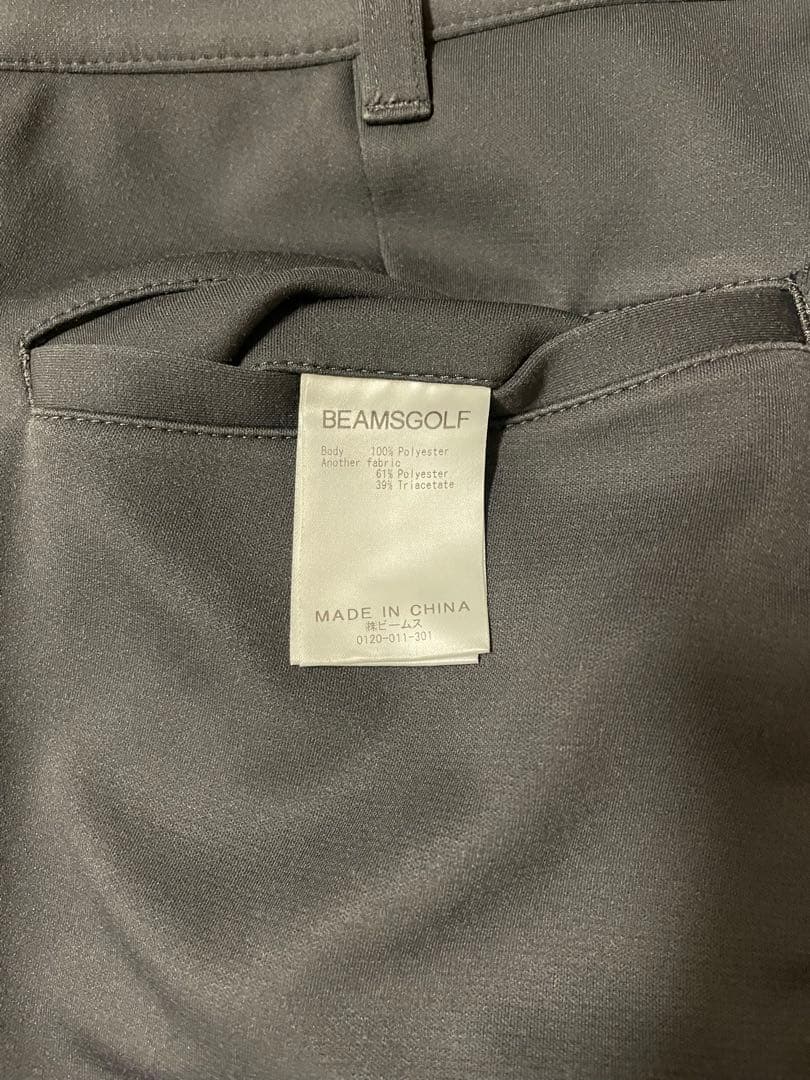 BEAMSGOLF
Body 100% Polyester
Another fabric
61% Polyester
39% Triacetate
MADE IN CHINA
㈱ビームス
0120-011-301